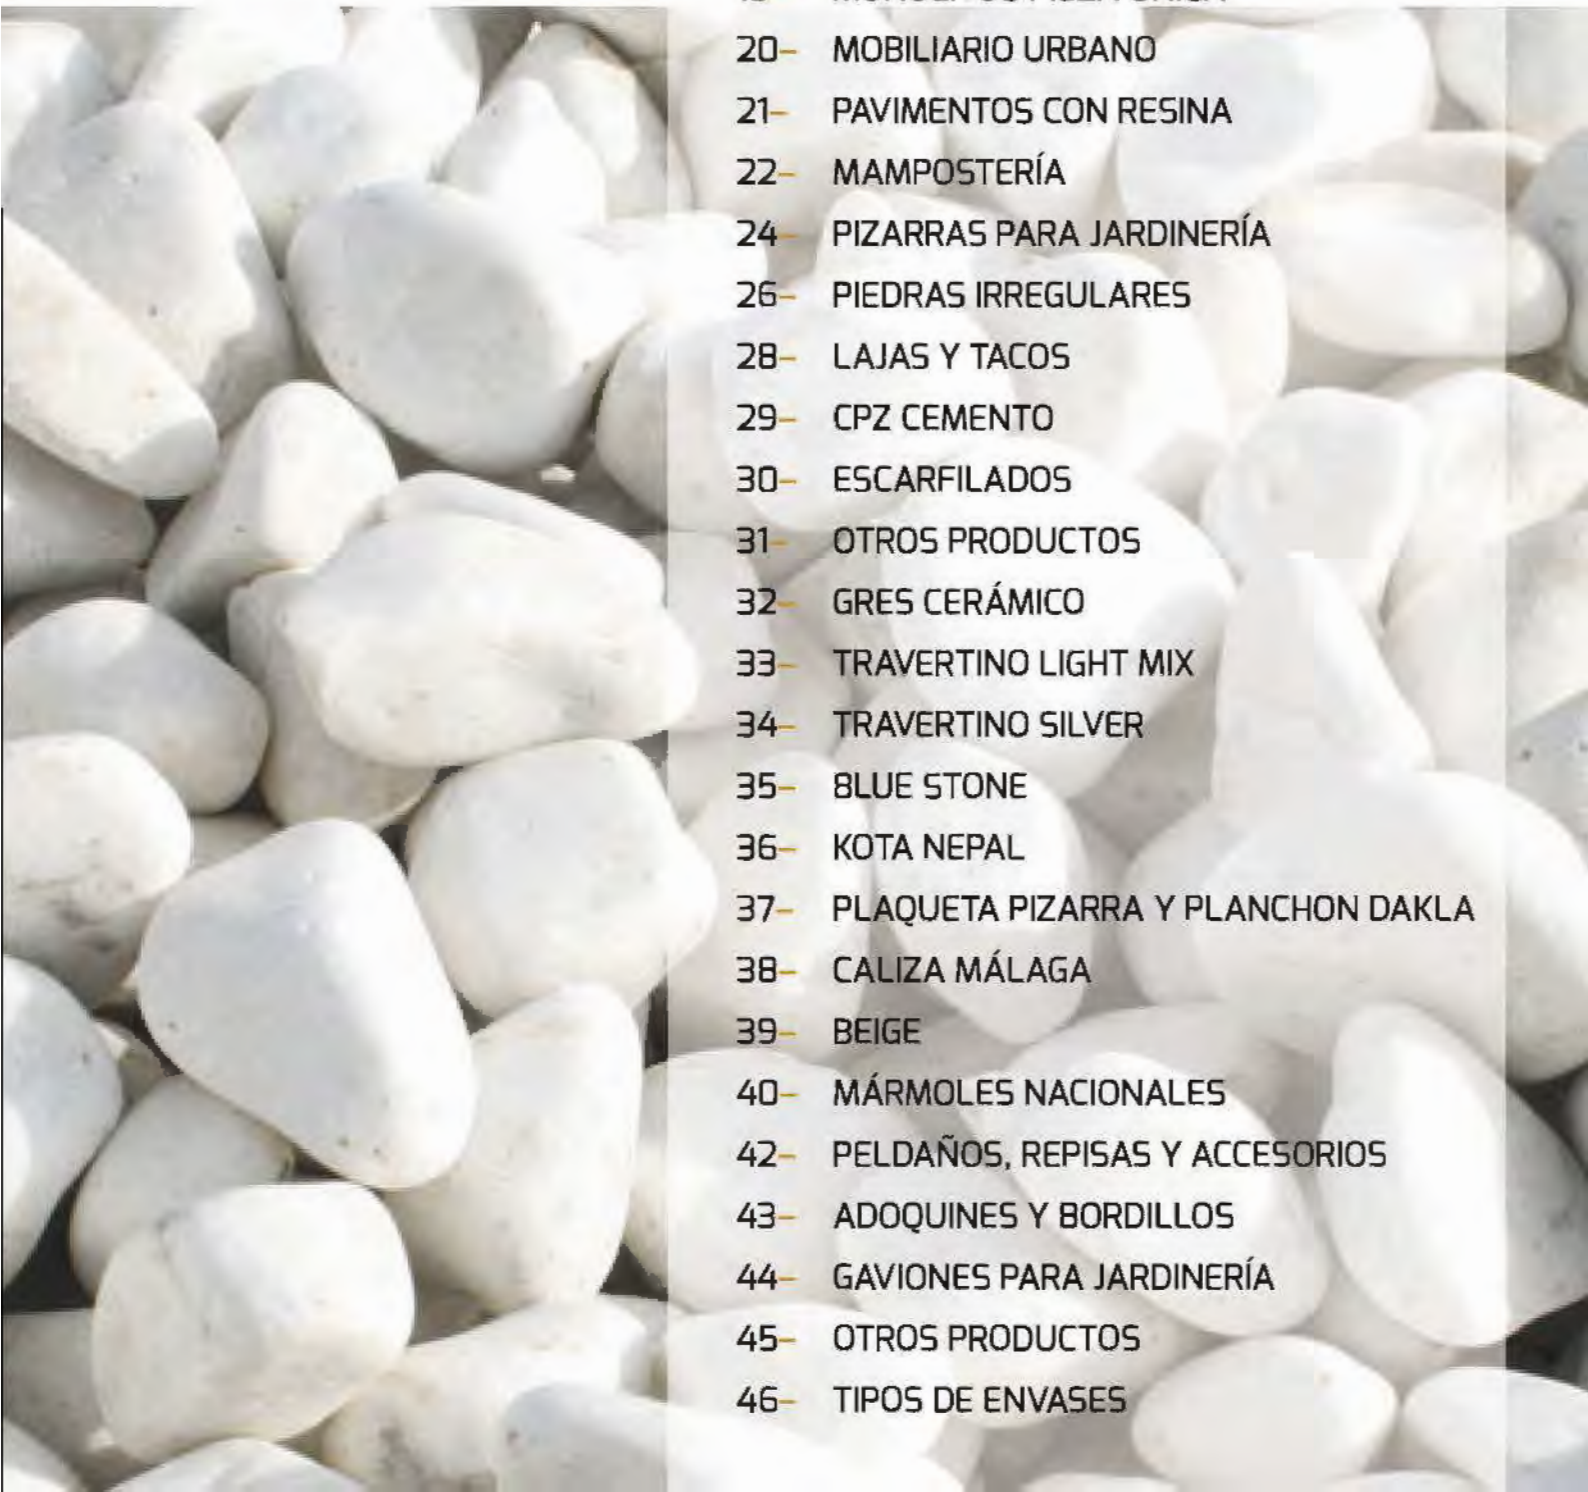 20– MOBILIARIO URBANO
21– PAVIMENTOS CON RESINA
22– MAMPOSTERÍA
24– PIZARRAS PARA JARDINERÍA
26– PIEDRAS IRREGULARES
28– LAJAS Y TACOS
29– CPZ CEMENTO
30– ESCARFILADOS
31– OTROS PRODUCTOS
32– GRES CERÁMICO
33– TRAVERTINO LIGHT MIX
34– TRAVERTINO SILVER
35– BLUE STONE
36– KOTA NEPAL
37– PLAQUETA PIZARRA Y PLANCHON DAKLA
38– CALIZA MÁLAGA
39– BEIGE
40– MÁRMOLES NACIONALES
42– PELDAÑOS, REPISAS Y ACCESORIOS
43– ADOQUINES Y BORDILLOS
44– GAVIONES PARA JARDINERÍA
45– OTROS PRODUCTOS
46– TIPOS DE ENVASES